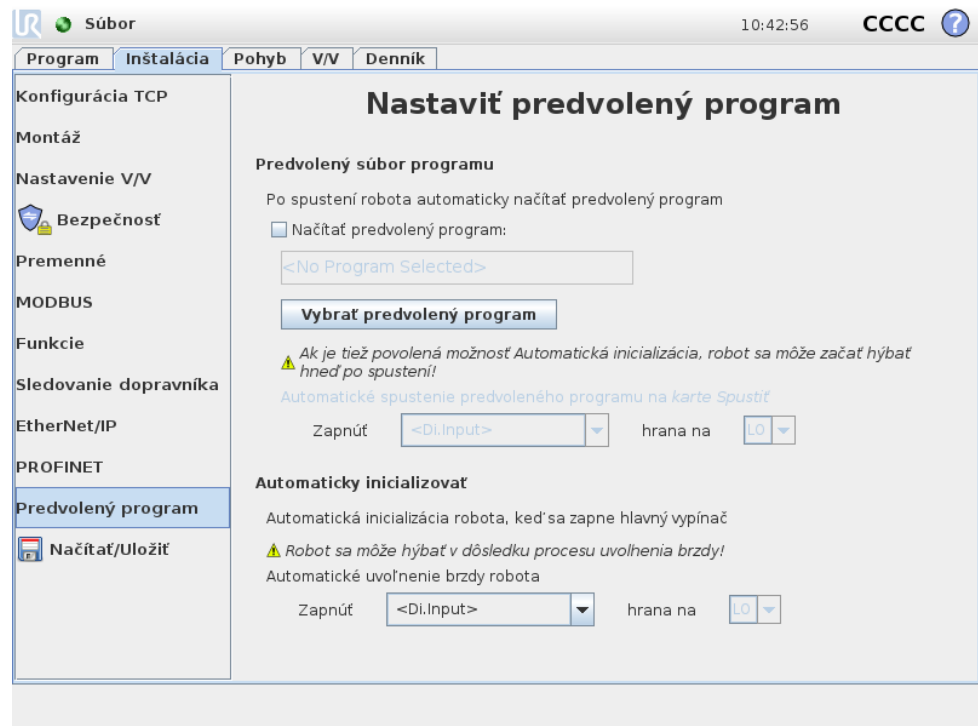 Súbor
10:42:56
CCCC
?
Program
Inštalácia
Pohyb
V/V
Denník
Konfigurácia TCP
Montáž
Nastavenie V/V
Bezpečnosť
Premenné
MODBUS
Funkcie
Sledovanie dopravníka
EtherNet/IP
PROFINET
Predvolený program
Načítať/Uložiť
Nastaviť predvolený program
Predvolený súbor programu
Po spustení robota automaticky načítať predvolený program
Načítať predvolený program:
<No Program Selected>
Vybrať predvolený program
Ak je tiež povolená možnosť Automatická inicializácia, robot sa môže začať hýbať
hneď po spustení!
Automatické spustenie predvoleného programu na karte Spustiť
Zapnúť <Di.Input> hrana na LO
Automaticky inicializovať
Automatická inicializácia robota, keď sa zapne hlavný vypínač
Robot sa môže hýbať v dôsledku procesu uvolhenia brzdy!
Automatické uvoľnenie brzdy robota
Zapnúť <Di.Input> hrana na LO